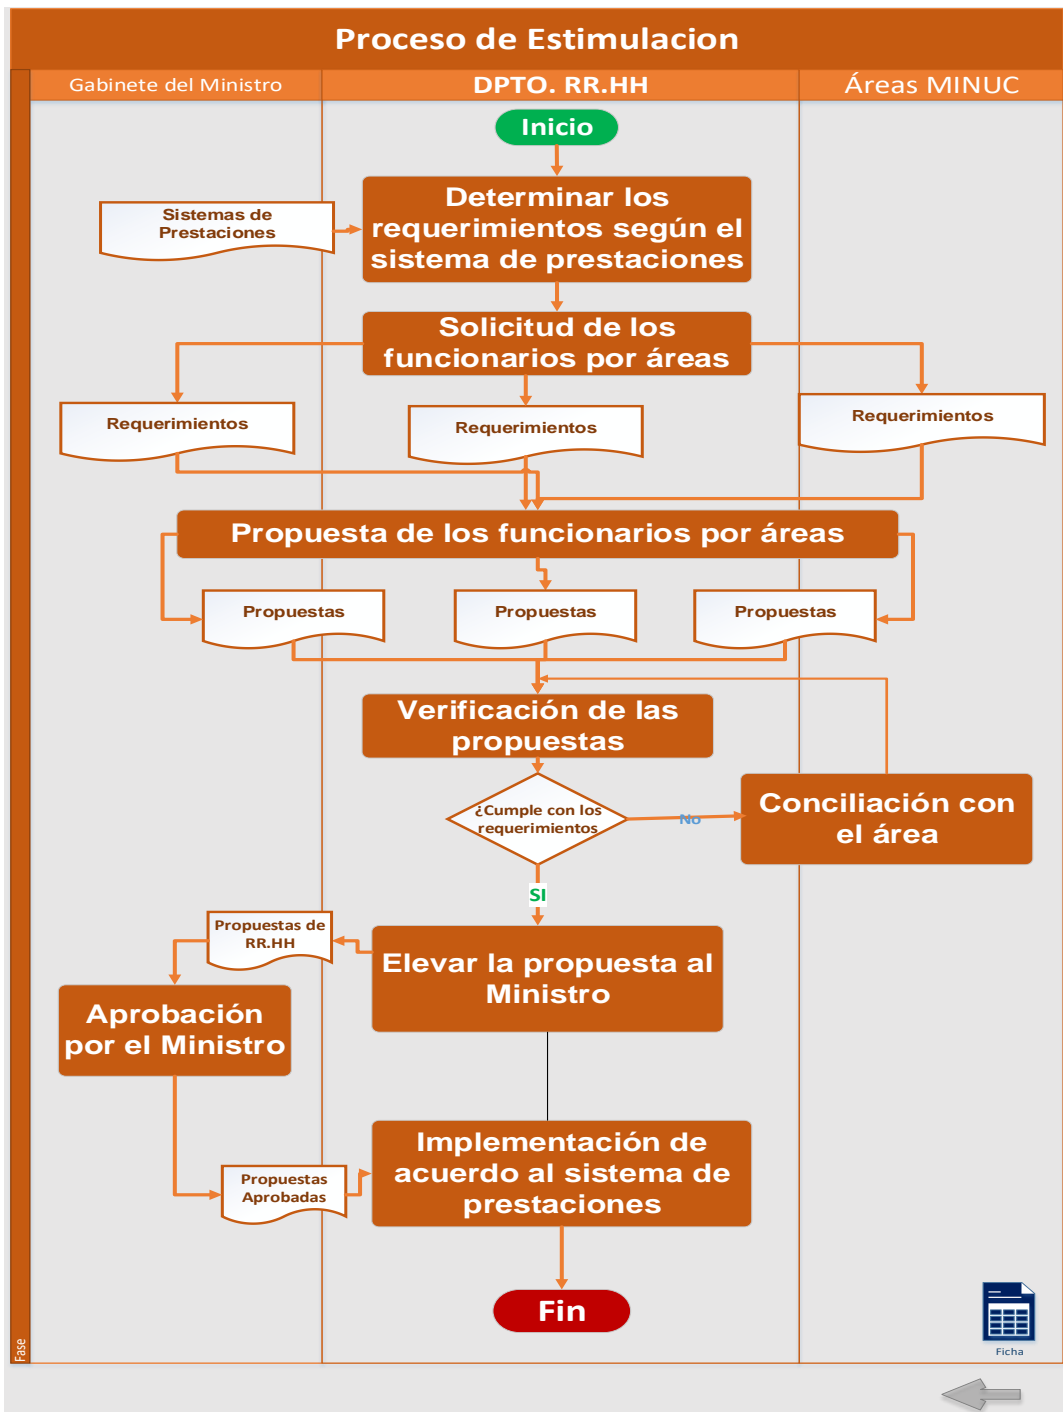 Proceso de Estimulacion
Gabinete del Ministro
DPTO. RR.HH
Áreas MINUC
Inicio
Determinar los
requerimientos según el
sistema de prestaciones
Sistemas de
Prestaciones
Solicitud de los
funcionarios por áreas
Requerimientos
Requerimientos
Requerimientos
Propuesta de los funcionarios por áreas
Propuestas
Propuestas
Propuestas
Verificación de las
propuestas
¿Cumple con los
requerimientos
No
Conciliación con
el área
SI
Propuestas de
RR.HH
Elevar la propuesta al
Ministro
Aprobación
por el Ministro
Implementación de
acuerdo al sistema de
prestaciones
Propuestas
Aprobadas
Fin
Ficha
Fase